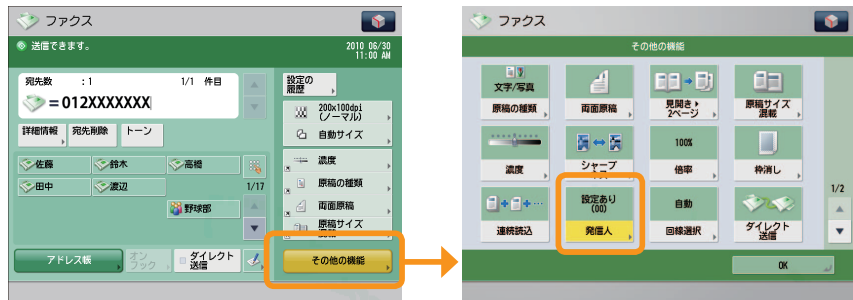 ファクス
送信できます。
2010 06/30
11:00 AM
宛先数 : 1
1/1 件目
= 012XXXXXXX
詳細情報
宛先削除
トーン
佐藤
鈴木
高橋
田中
渡辺
野球部
1/17
アドレス帳
オン
フック
ダイレクト
送信
設定の
履歴
200x100dpi
(ノーマル)
自動サイズ
濃度
原稿の種類
両面原稿
原稿サイズ
その他の機能
ファクス
その他の機能
文字/写真
原稿の種類
両面原稿
見開き▶
2ページ
原稿サイズ
混載
濃度
シャープ
100%
倍率
枠消し
連続読込
設定あり
(00)
発信人
自動
回線選択
ダイレクト
送信
1/2
OK